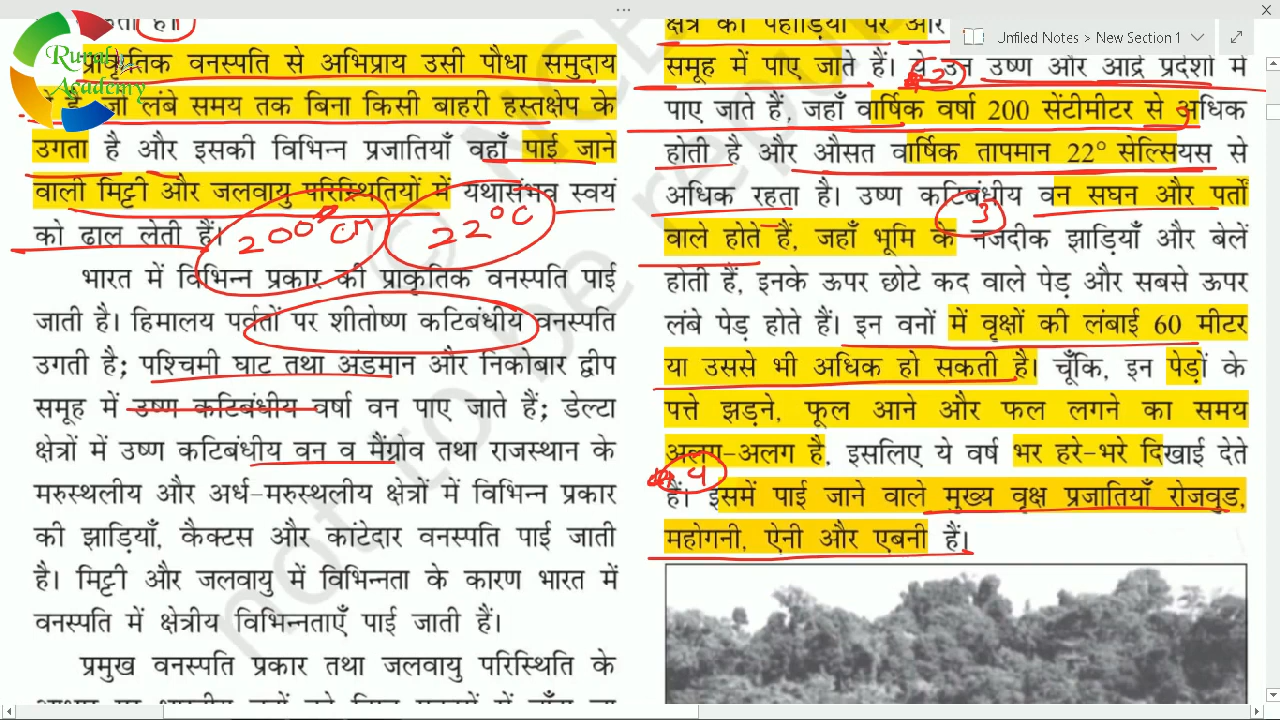 Rural
Academy
है।
प्राकृतिक वनस्पति से अभिप्राय उसी पौधा समुदाय
से है, जो लंबे समय तक बिना किसी बाहरी हस्तक्षेप के
उगता है और इसकी विभिन्न प्रजातियाँ वहाँ पाई जाने
वाली मिट्टी और जलवायु परिस्थितियों में यथासंभव स्वयं
को ढाल लेती हैं।
200 CM
22°C
भारत में विभिन्न प्रकार की प्राकृतिक वनस्पति पाई
जाती है। हिमालय पर्वतों पर शीतोष्ण कटिबंधीय वनस्पति
उगती है; पश्चिमी घाट तथा अंडमान और निकोबार द्वीप
समूह में उष्ण कटिबंधीय वर्षा वन पाए जाते हैं; डेल्टा
क्षेत्रों में उष्ण कटिबंधीय वन व मैंग्रोव तथा राजस्थान के
मरुस्थलीय और अर्ध-मरुस्थलीय क्षेत्रों में विभिन्न प्रकार
की झाड़ियाँ, कैक्टस और कांटेदार वनस्पति पाई जाती
है। मिट्टी और जलवायु में विभिन्नता के कारण भारत में
वनस्पति में क्षेत्रीय विभिन्नताएँ पाई जाती हैं।
प्रमुख वनस्पति प्रकार तथा जलवायु परिस्थिति के
Unfiled Notes > New Section 1
क्षेत्र की पहाड़ियों पर और
समूह में पाए जाते हैं। ये उन उष्ण और आर्द्र प्रदेशों में
2
पाए जाते हैं, जहाँ वार्षिक वर्षा 200 सेंटीमीटर से अधिक
होती है और औसत वार्षिक तापमान 22° सेल्सियस से
अधिक रहता है। उष्ण कटिबंधीय वन सघन और पर्तों
3
वाले होते हैं, जहाँ भूमि के नजदीक झाड़ियाँ और बेलें
होती हैं, इनके ऊपर छोटे कद वाले पेड़ और सबसे ऊपर
लंबे पेड़ होते हैं। इन वनों में वृक्षों की लंबाई 60 मीटर
या उससे भी अधिक हो सकती है। चूँकि, इन पेड़ों के
पत्ते झड़ने, फूल आने और फल लगने का समय
अलग-अलग है, इसलिए ये वर्ष भर हरे-भरे दिखाई देते
4
हैं। इसमें पाई जाने वाले मुख्य वृक्ष प्रजातियाँ रोजवुड,
महोगनी, ऐनी और एबनी हैं।